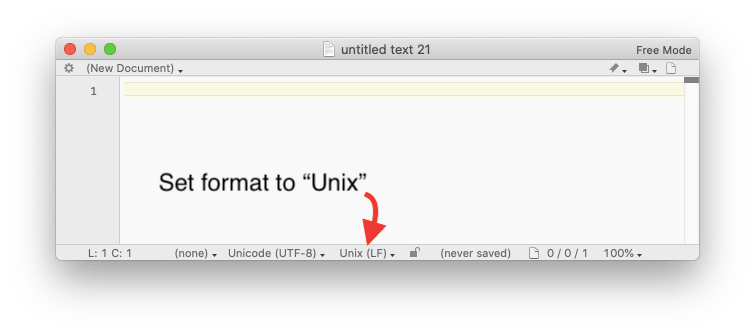 untitled text 21
Free Mode
(New Document)
1
Set format to “Unix”
L: 1 C: 1 (none) Unicode (UTF-8) Unix (LF) (never saved) 0 / 0 / 1 100%